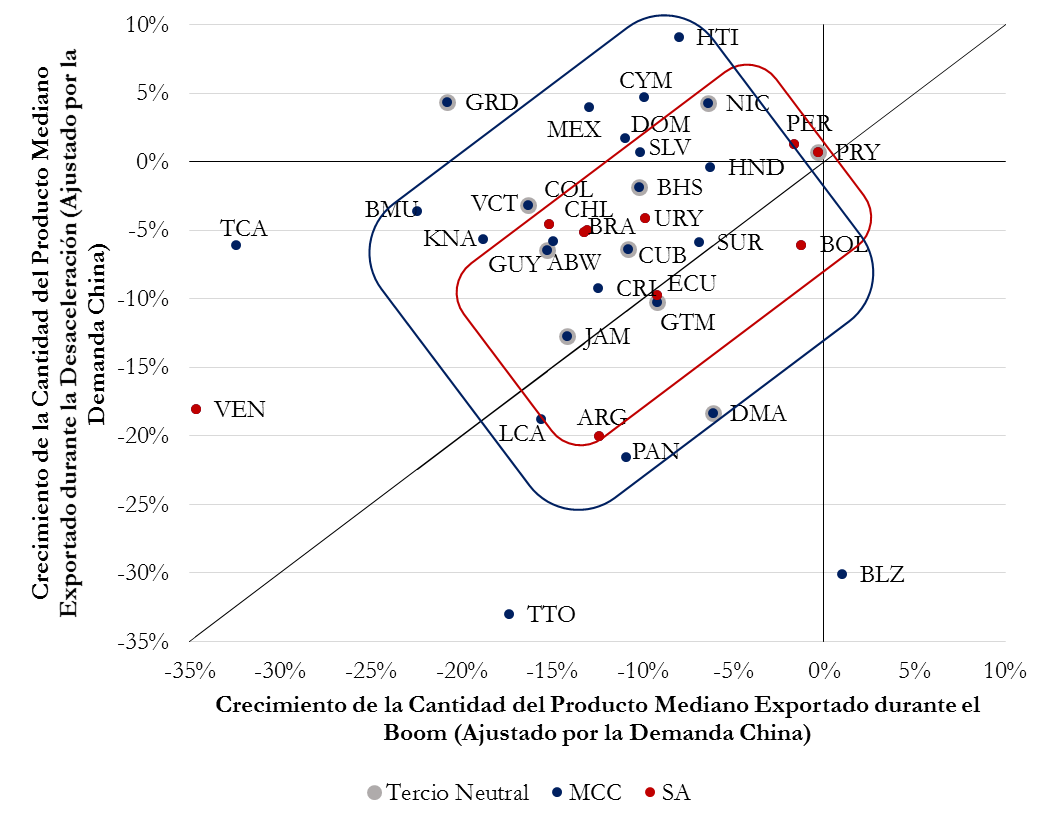 Crecimiento de la Cantidad del Producto Mediano
Exportado durante la Desaceleración (Ajustado por la
Demanda China)
10%
5%
0%
-5%
-10%
-15%
-20%
-25%
-30%
-35%
HTI
CYM
GRD
NIC
MEX
DOM
PER
SLV
PRY
HND
BHS
COL
VCT
BMU
CHL
URY
TCA
BRA
KNA
SUR
BOL
CUB
GUY
ABW
ECU
CRI
GTM
JAM
VEN
DMA
ARG
LCA
PAN
BLZ
TTO
-35%
-30%
-25%
-20%
-15%
-10%
-5%
0%
5%
10%
Crecimiento de la Cantidad del Producto Mediano Exportado durante el
Boom (Ajustado por la Demanda China)
Tercio Neutral
MCC
SA